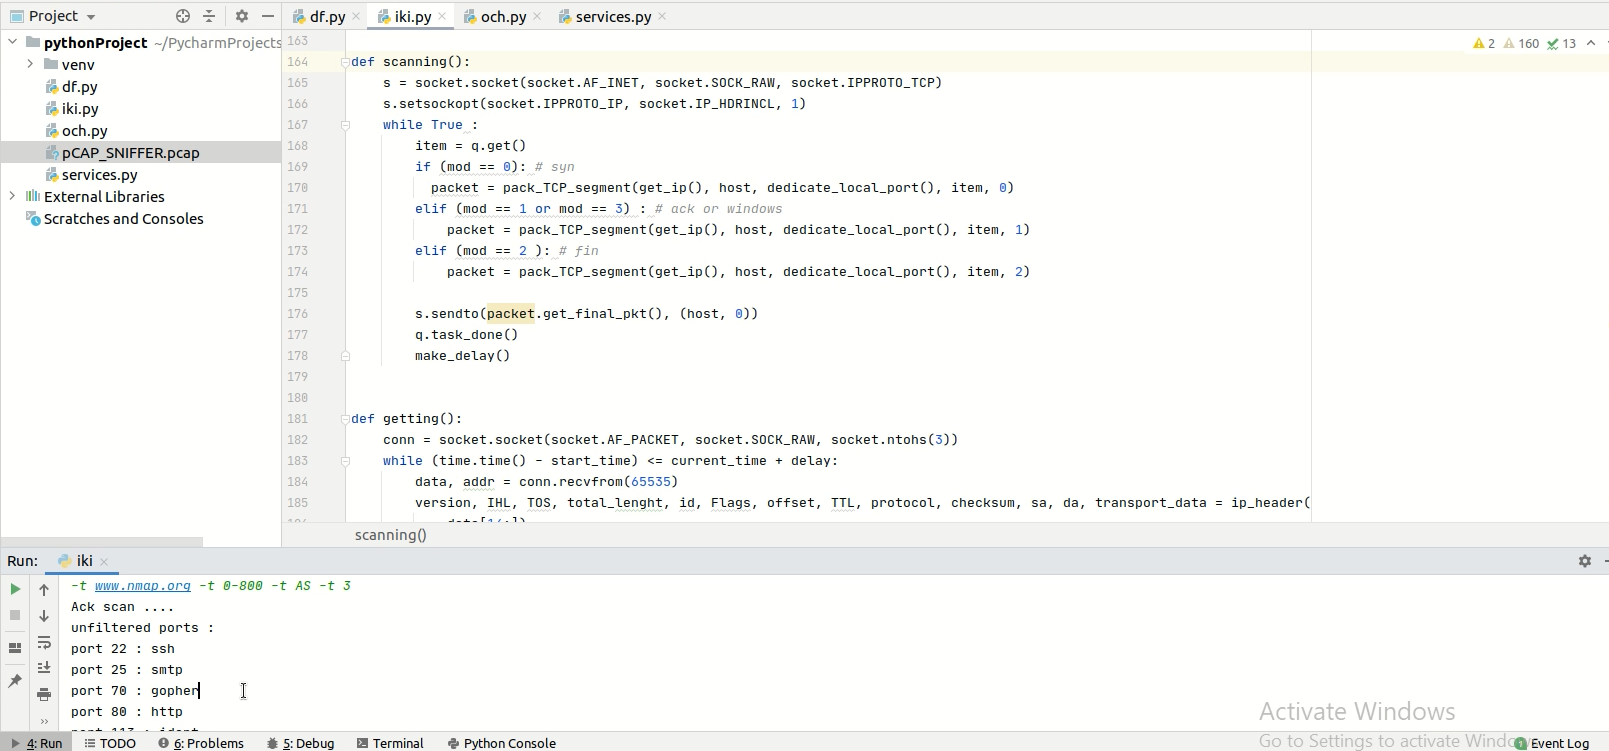 Project
df.py
iki.py
och.py
services.py
pythonProject ~/PycharmProjects
venv
df.py
iki.py
och.py
pCAP_SNIFFER.pcap
services.py
External Libraries
Scratches and Consoles
2 160 13
163
164 def scanning():
165 s = socket.socket(socket.AF_INET, socket.SOCK_RAW, socket.IPPROTO_TCP)
166 s.setsockopt(socket.IPPROTO_IP, socket.IP_HDRINCL, 1)
167 while True :
168 item = q.get()
169 if (mod == 0): # syn
170 packet = pack_TCP_segment(get_ip(), host, dedicate_local_port(), item, 0)
171 elif (mod == 1 or mod == 3) : # ack or windows
172 packet = pack_TCP_segment(get_ip(), host, dedicate_local_port(), item, 1)
173 elif (mod == 2 ): # fin
174 packet = pack_TCP_segment(get_ip(), host, dedicate_local_port(), item, 2)
175
176 s.sendto(packet.get_final_pkt(), (host, 0))
177 q.task_done()
178 make_delay()
179
180
181 def getting():
182 conn = socket.socket(socket.AF_PACKET, socket.SOCK_RAW, socket.ntohs(3))
183 while (time.time() - start_time) <= current_time + delay:
184 data, addr = conn.recvfrom(65535)
185 version, IHL, TOS, total_lenght, id, Flags, offset, TTL, protocol, checksum, sa, da, transport_data = ip_header(
scanning()
Run: iki
-t www.nmap.org -t 0-800 -t AS -t 3
Ack scan ....
unfiltered ports :
port 22 : ssh
port 25 : smtp
port 70 : gopher
port 80 : http
Activate Windows
Go to Settings to activate Windows
4: Run
TODO
6: Problems
5: Debug
Terminal
Python Console
1 Event Log